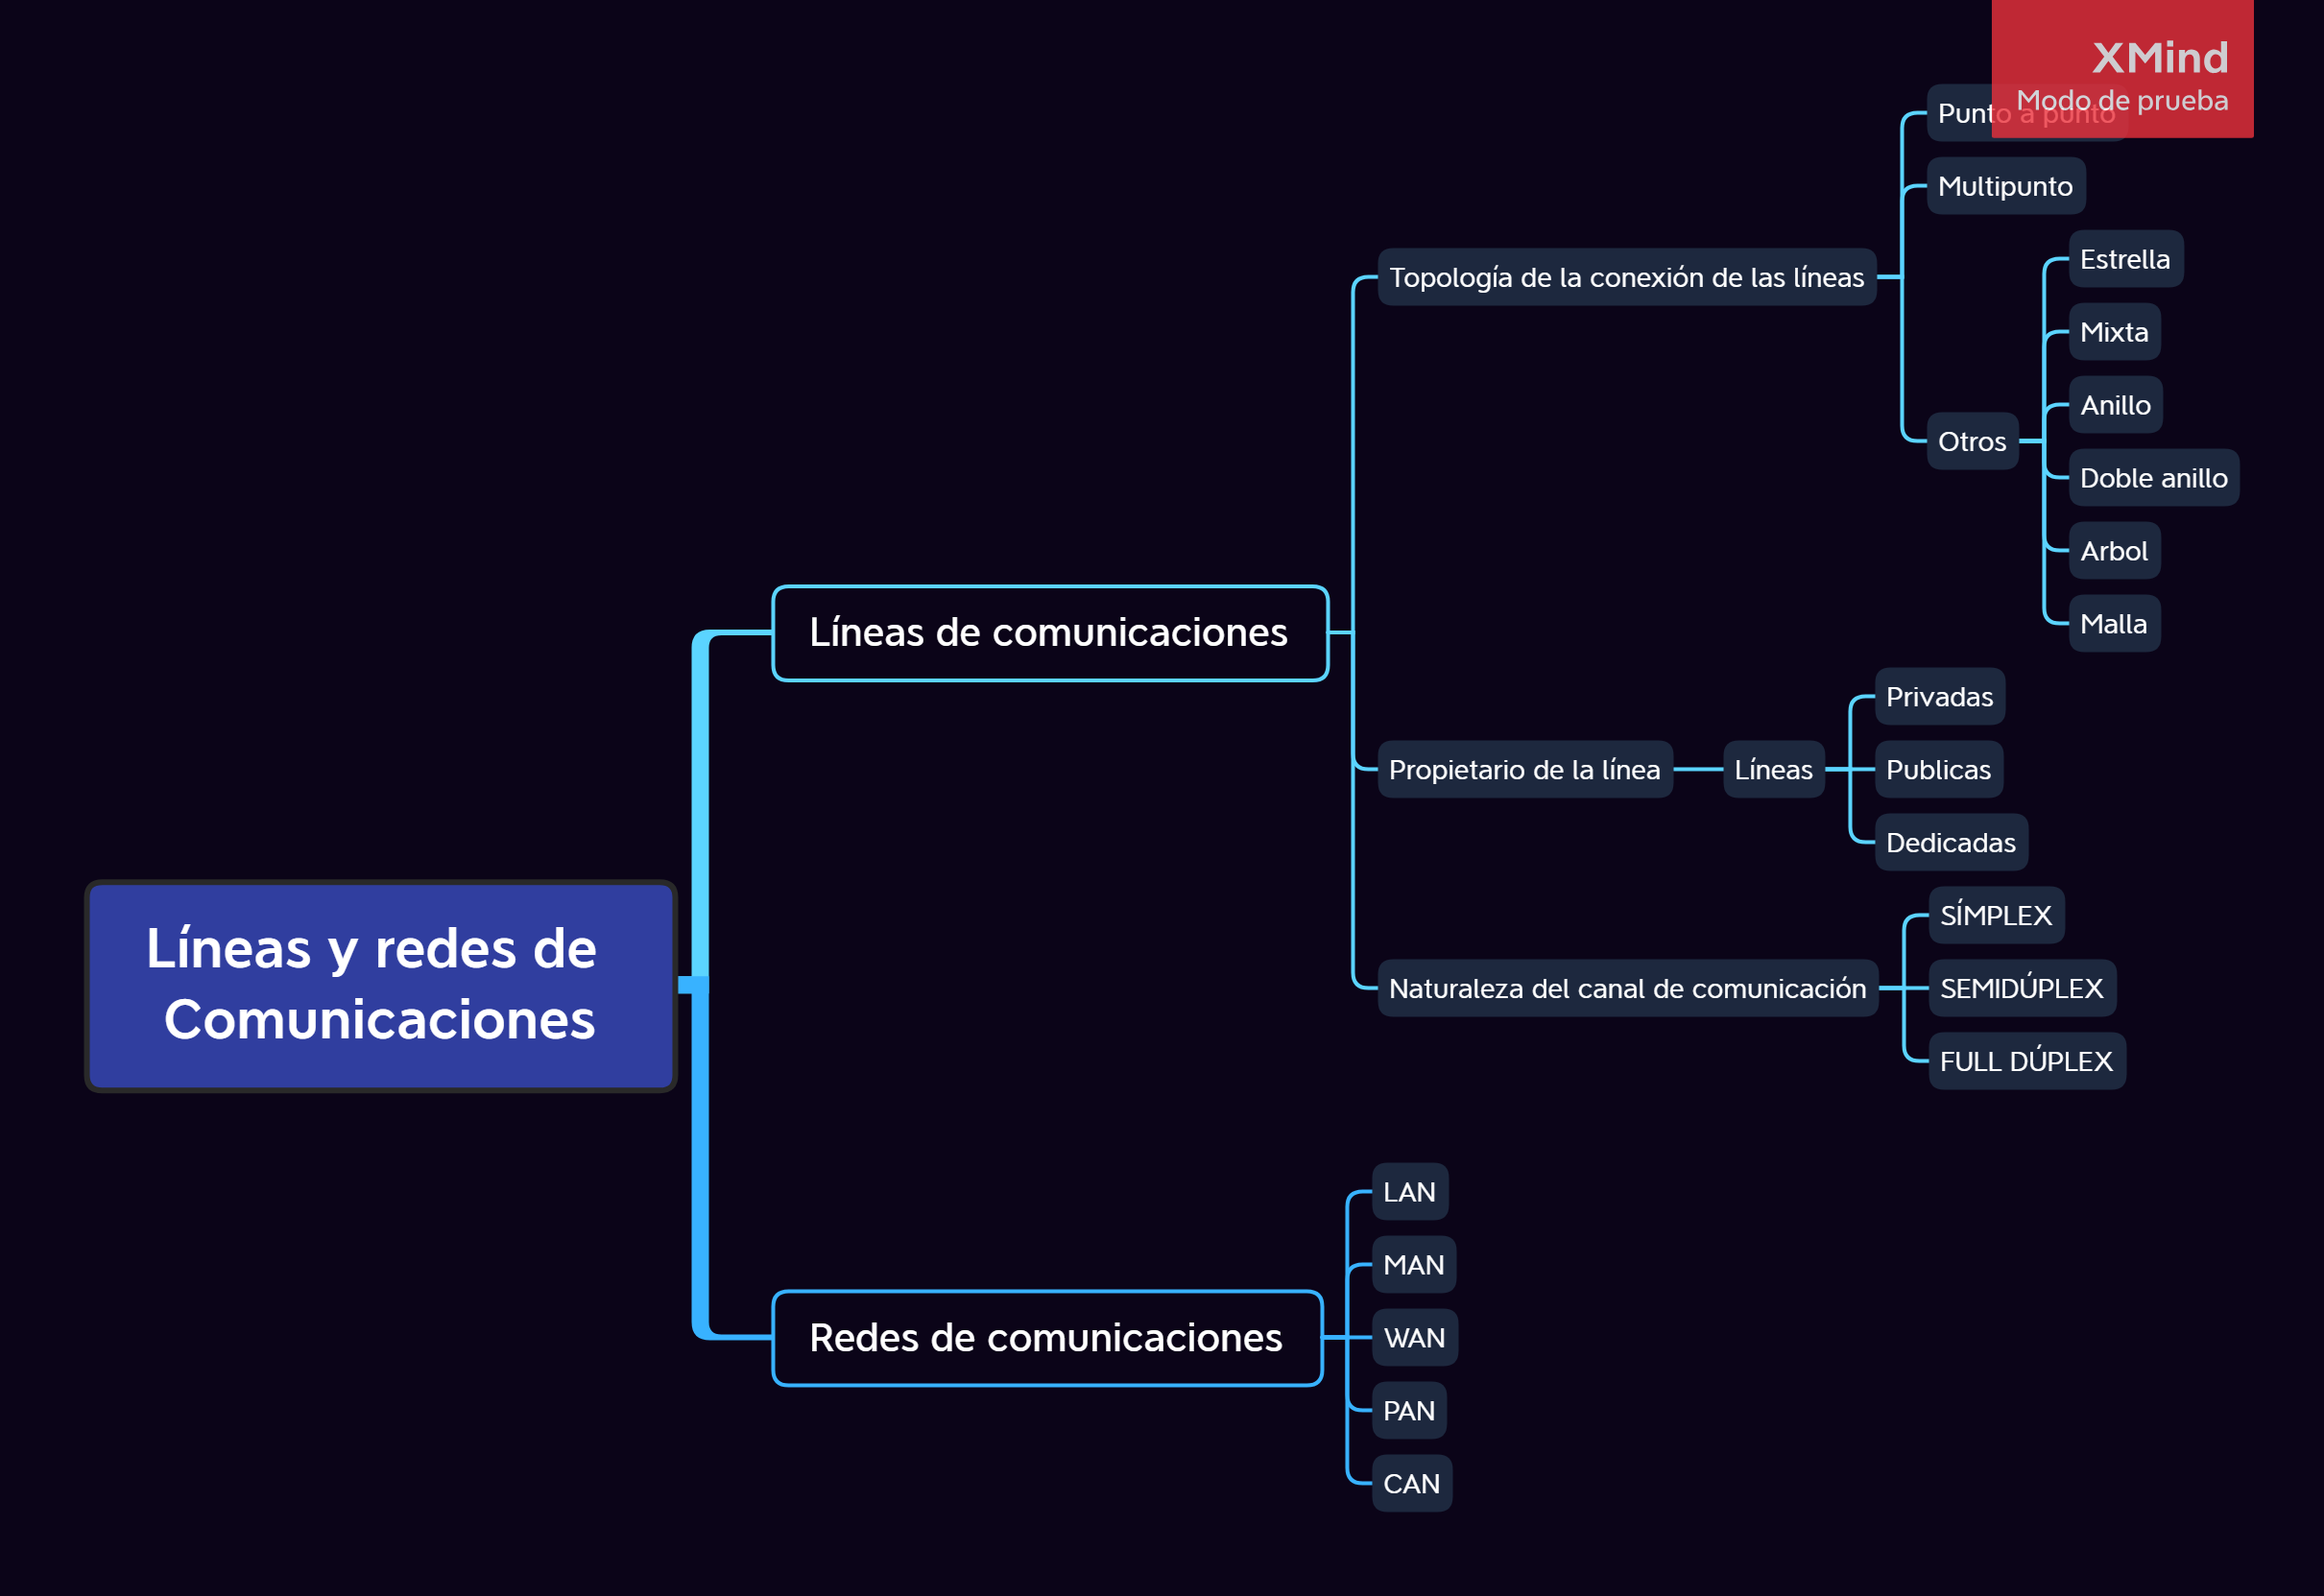 XMind
Modo de prueba
Punto a punto
Multipunto
Estrella
Topología de la conexión de las líneas
Mixta
Anillo
Otros
Doble anillo
Arbol
Malla
Líneas de comunicaciones
Privadas
Propietario de la línea
Líneas
Publicas
Dedicadas
SÍMPLEX
Naturaleza del canal de comunicación
SEMIDÚPLEX
FULL DÚPLEX
Líneas y redes de
Comunicaciones
LAN
MAN
Redes de comunicaciones
WAN
PAN
CAN